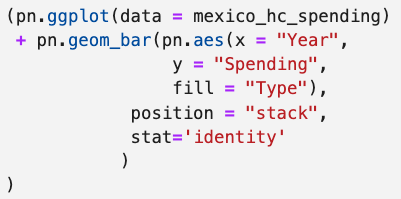 (pn.ggplot(data = mexico_hc_spending)
 + pn.geom_bar(pn.aes(x = "Year",
                y = "Spending",
                fill = "Type"),
            position = "stack",
            stat='identity'
           )
)